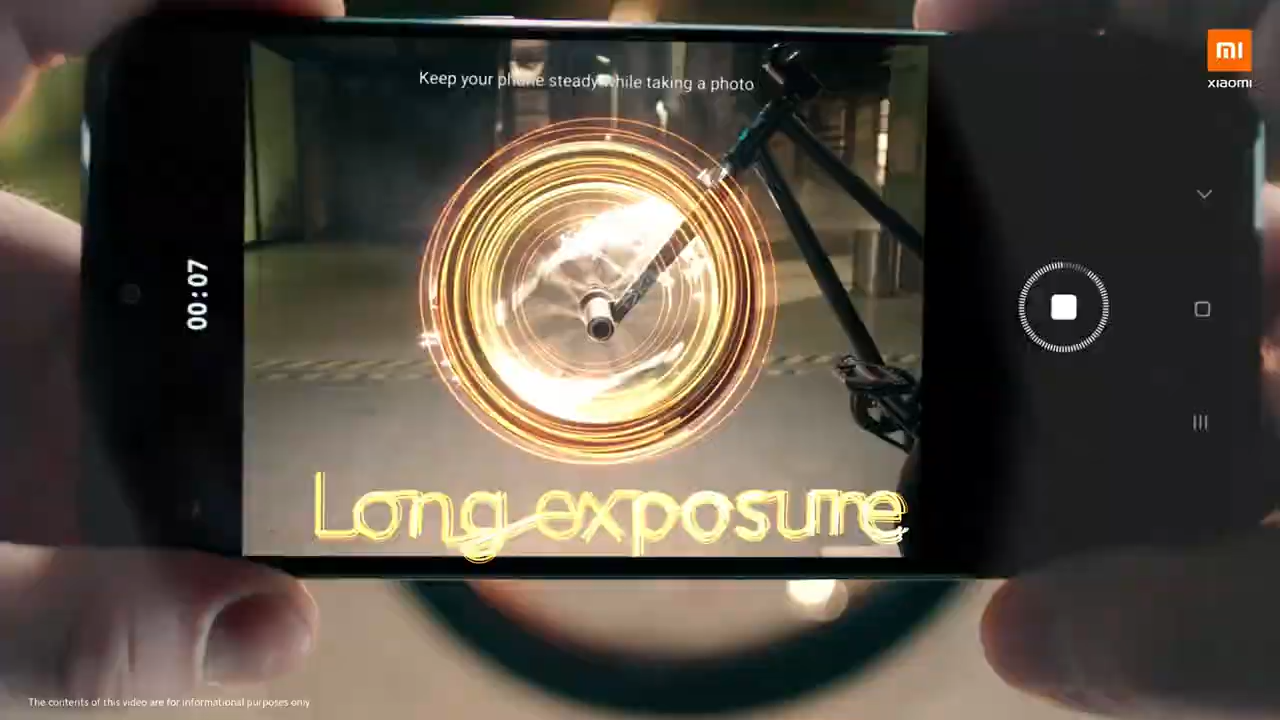 Keep your phone steady while taking a photo
mi
xiaomi
00:07
Long exposure
The contents of this video are for informational purposes only